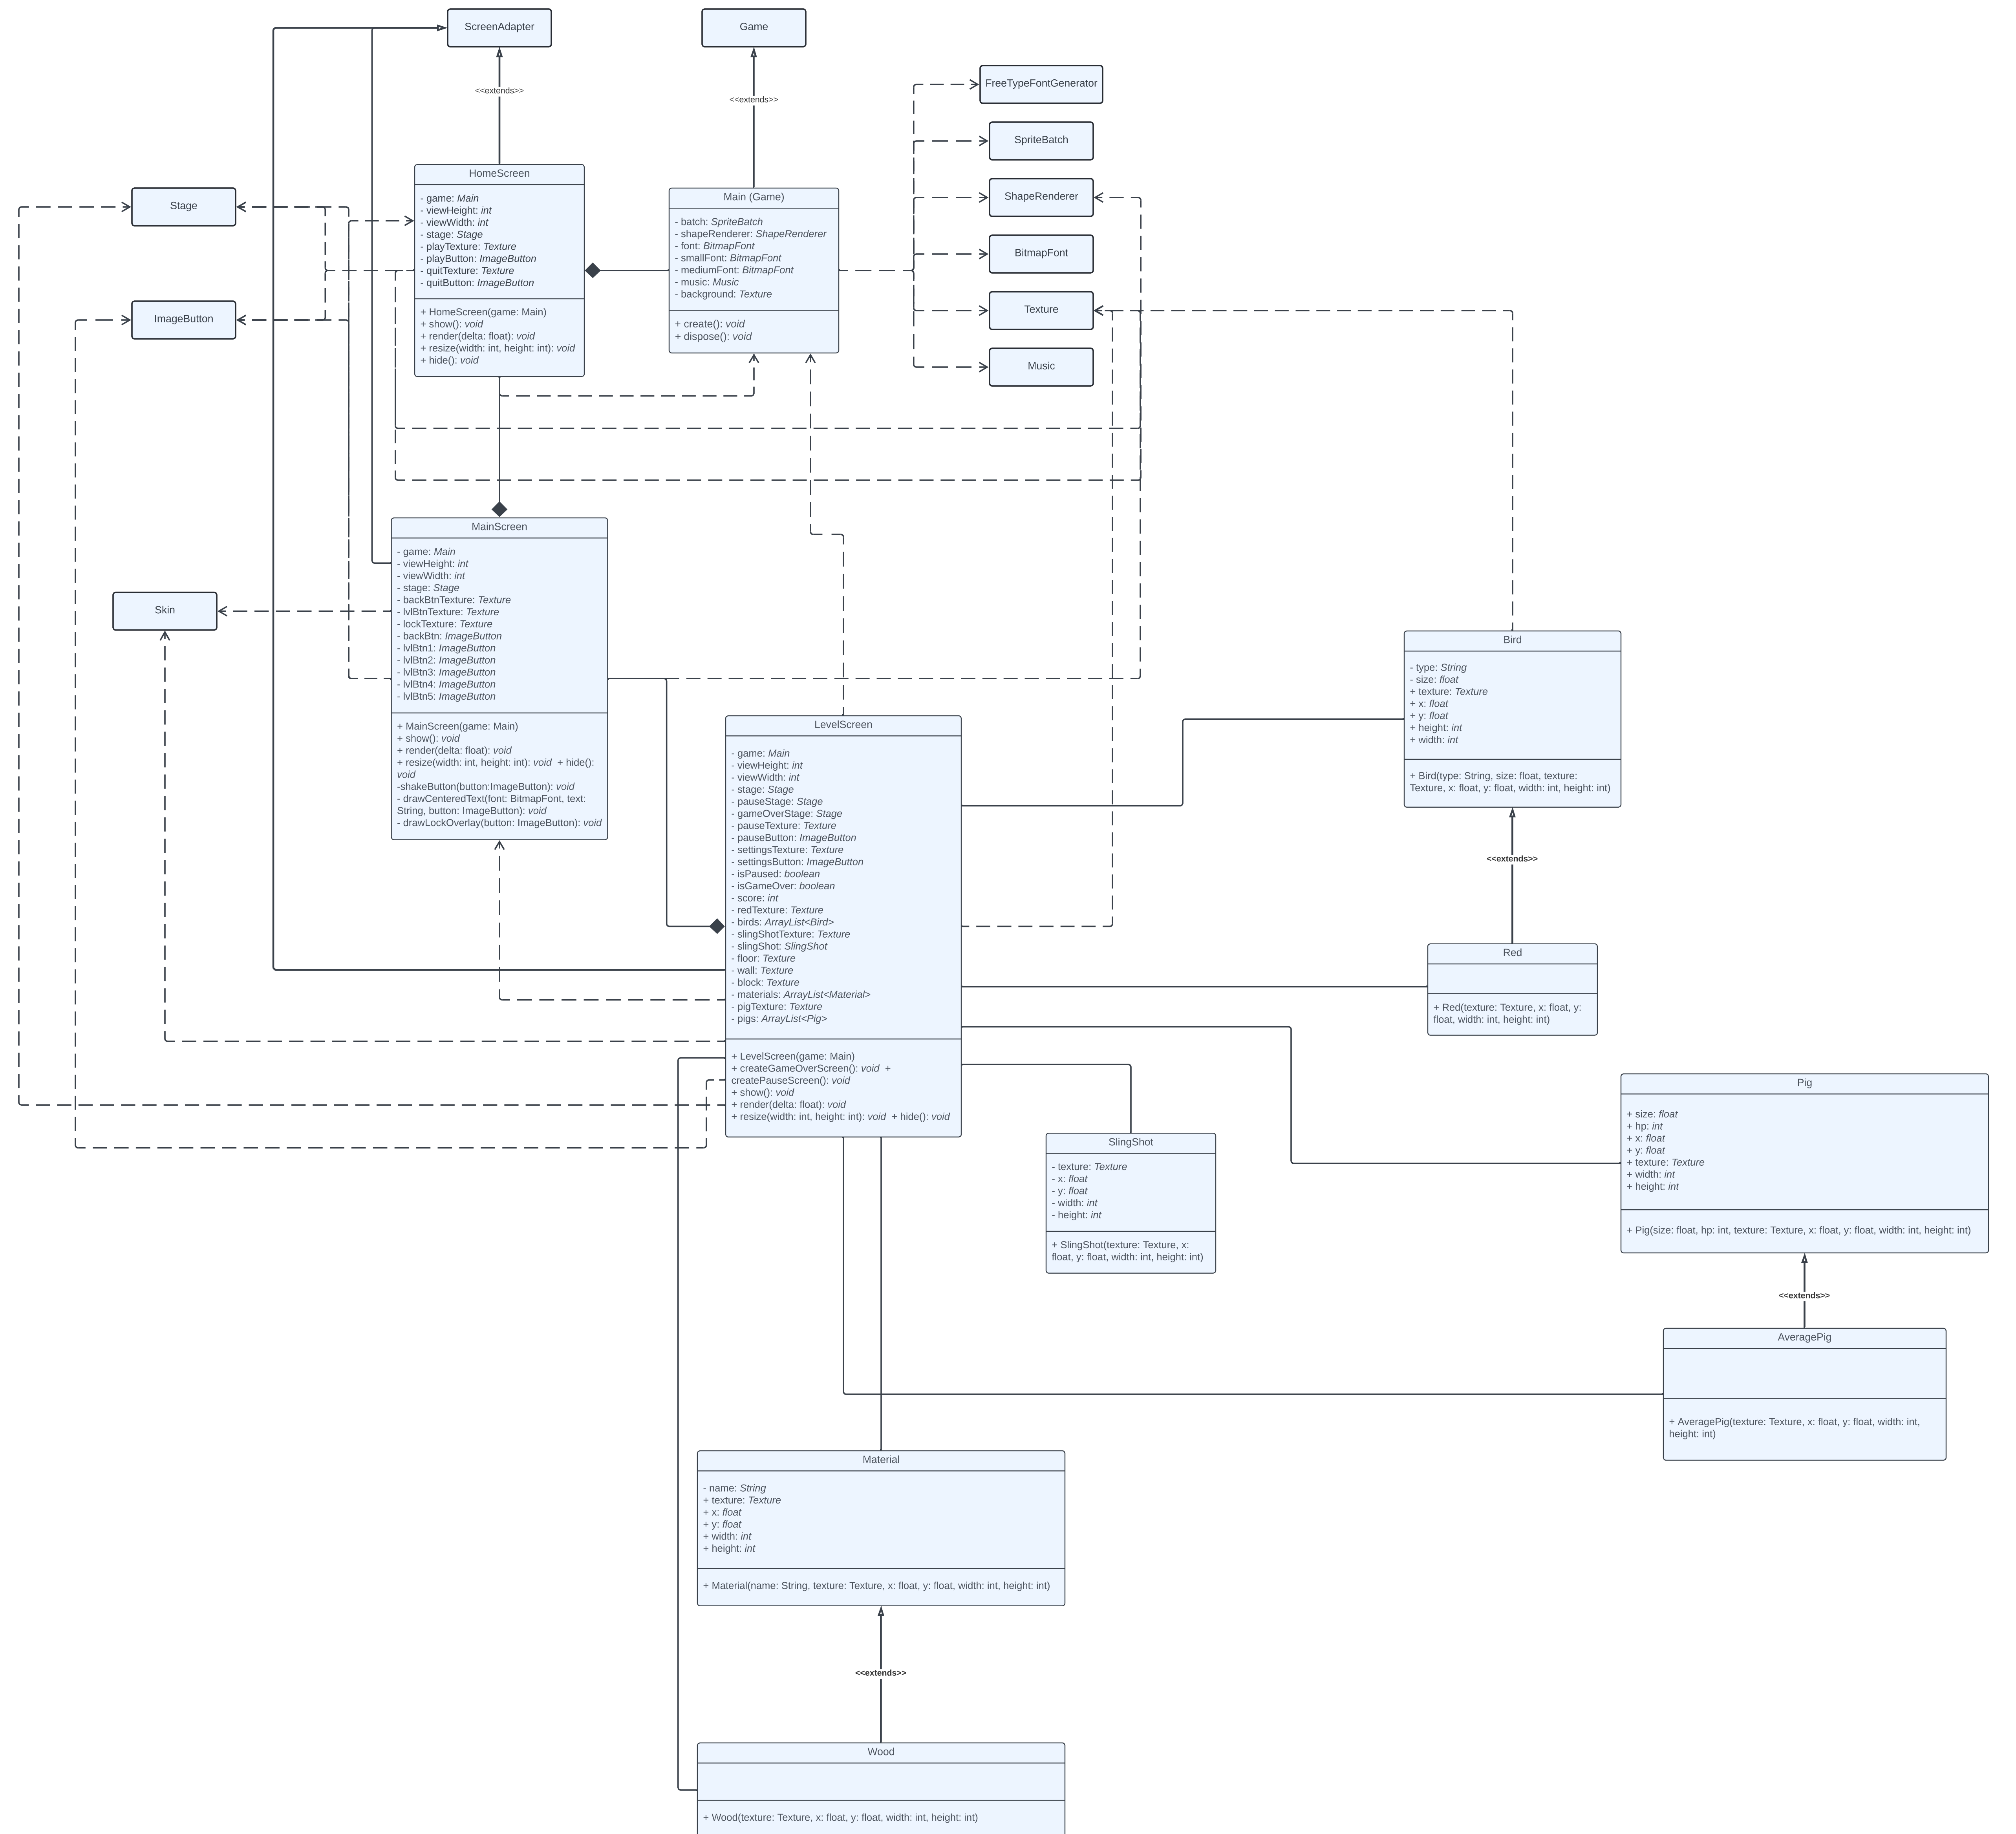 ScreenAdapter
Game
<<extends>>
<<extends>>
FreeTypeFontGenerator
SpriteBatch
ShapeRenderer
BitmapFont
Texture
Music
Stage
ImageButton
Skin
HomeScreen
- game: Main
- viewHeight: int
- viewWidth: int
- stage: Stage
- playTexture: Texture
- playButton: ImageButton
- quitTexture: Texture
- quitButton: ImageButton
+ HomeScreen(game: Main)
+ show(): void
+ render(delta: float): void
+ resize(width: int, height: int): void
+ hide(): void
Main (Game)
- batch: SpriteBatch
- shapeRenderer: ShapeRenderer
- font: BitmapFont
- smallFont: BitmapFont
- mediumFont: BitmapFont
- music: Music
- background: Texture
+ create(): void
+ dispose(): void
MainScreen
- game: Main
- viewHeight: int
- viewWidth: int
- stage: Stage
- backBtnTexture: Texture
- lvlBtnTexture: Texture
- lockTexture: Texture
- backBtn: ImageButton
- lvlBtn1: ImageButton
- lvlBtn2: ImageButton
- lvlBtn3: ImageButton
- lvlBtn4: ImageButton
- lvlBtn5: ImageButton
+ MainScreen(game: Main)
+ show(): void
+ render(delta: float): void
+ resize(width: int, height: int): void  + hide():
void
-shakeButton(button:ImageButton): void
- drawCenteredText(font: BitmapFont, text:
String, button: ImageButton): void
- drawLockOverlay(button: ImageButton): void
LevelScreen
- game: Main
- viewHeight: int
- viewWidth: int
- stage: Stage
- pauseStage: Stage
- gameOverStage: Stage
- pauseTexture: Texture
- pauseButton: ImageButton
- settingsTexture: Texture
- settingsButton: ImageButton
- isPaused: boolean
- isGameOver: boolean
- score: int
- redTexture: Texture
- birds: ArrayList<Bird>
- slingShotTexture: Texture
- slingShot: SlingShot
- floor: Texture
- wall: Texture
- block: Texture
- materials: ArrayList<Material>
- pigTexture: Texture
- pigs: ArrayList<Pig>
+ LevelScreen(game: Main)
+ createGameOverScreen(): void  +
createPauseScreen(): void
+ show(): void
+ render(delta: float): void
+ resize(width: int, height: int): void  + hide(): void
Bird
- type: String
- size: float
+ texture: Texture
+ x: float
+ y: float
+ height: int
+ width: int
+ Bird(type: String, size: float, texture:
Texture, x: float, y: float, width: int, height: int)
<<extends>>
Red
+ Red(texture: Texture, x: float, y:
float, width: int, height: int)
Pig
+ size: float
+ hp: int
+ x: float
+ y: float
+ texture: Texture
+ width: int
+ height: int
+ Pig(size: float, hp: int, texture: Texture, x: float, y: float, width: int, height: int)
<<extends>>
AveragePig
+ AveragePig(texture: Texture, x: float, y: float, width: int,
height: int)
SlingShot
- texture: Texture
- x: float
- y: float
- width: int
- height: int
+ SlingShot(texture: Texture, x:
float, y: float, width: int, height: int)
Material
- name: String
+ texture: Texture
+ x: float
+ y: float
+ width: int
+ height: int
+ Material(name: String, texture: Texture, x: float, y: float, width: int, height: int)
<<extends>>
Wood
+ Wood(texture: Texture, x: float, y: float, width: int, height: int)